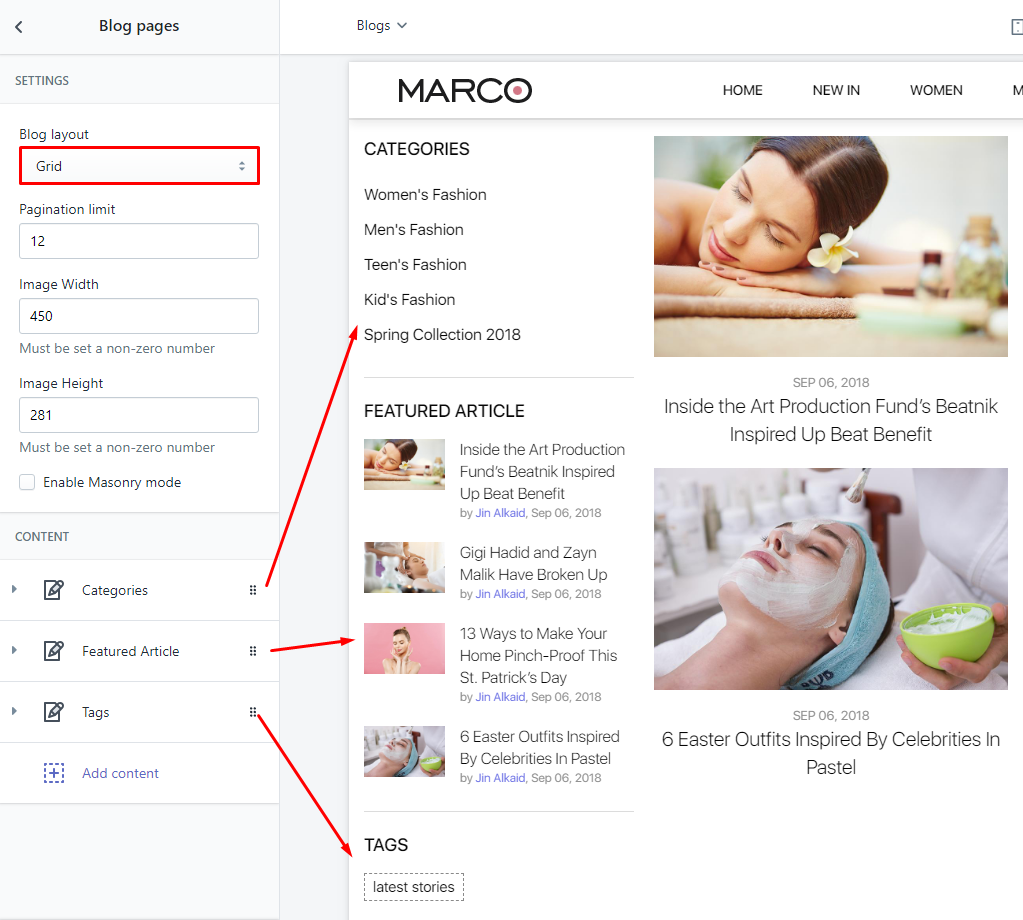 Blog pages
SETTINGS
Blog layout
Grid
Pagination limit
12
Image Width
450
Must be set a non-zero number
Image Height
281
Must be set a non-zero number
Enable Masonry mode
CONTENT
Categories
Featured Article
Tags
Add content
Blogs
MARCO
HOME NEW IN WOMEN M
CATEGORIES
Women's Fashion
Men's Fashion
Teen's Fashion
Kid's Fashion
Spring Collection 2018
FEATURED ARTICLE
Inside the Art Production
Fund’s Beatnik Inspired
Up Beat Benefit
by Jin Alkaid, Sep 06, 2018
Gigi Hadid and Zayn
Malik Have Broken Up
by Jin Alkaid, Sep 06, 2018
13 Ways to Make Your
Home Pinch-Proof This
St. Patrick’s Day
by Jin Alkaid, Sep 06, 2018
6 Easter Outfits Inspired
By Celebrities In Pastel
by Jin Alkaid, Sep 06, 2018
TAGS
latest stories
SEP 06, 2018
Inside the Art Production Fund’s Beatnik
Inspired Up Beat Benefit
SEP 06, 2018
6 Easter Outfits Inspired By Celebrities In
Pastel